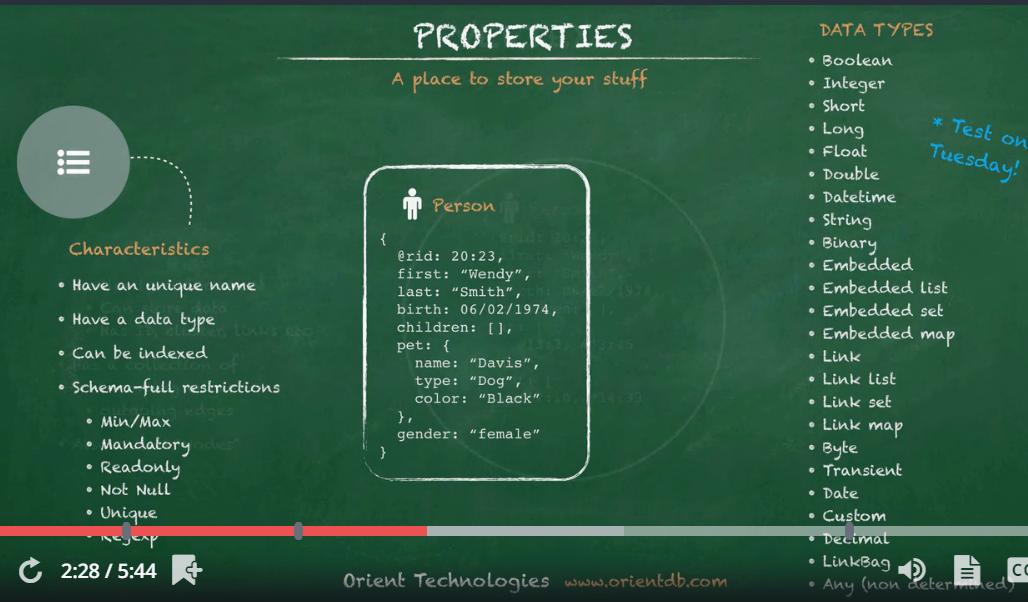 PROPERTIES
A place to store your stuff
Characteristics
• Have an unique name
• Have a data type
• Can be indexed
• Schema-full restrictions
• Min/Max
• Mandatory
• Readonly
• Not Null
• Unique
• Regexp
Person
{
@rid: 20:23,
first: “Wendy”,
last: “Smith”,
birth: 06/02/1974,
children: [],
pet: {
name: “Davis”,
type: “Dog”,
color: “Black”
},
gender: “female”
}
DATA TYPES
• Boolean
• Integer
• Short
• Long
• Float
• Double
• Datetime
• String
• Binary
• Embedded
• Embedded list
• Embedded set
• Embedded map
• Link
• Link list
• Link set
• Link map
• Byte
• Transient
• Date
• Custom
• Decimal
• LinkBag
• Any (non determined)
* Test on
Tuesday!
2:28 / 5:44
Orient Technologies www.orientdb.com